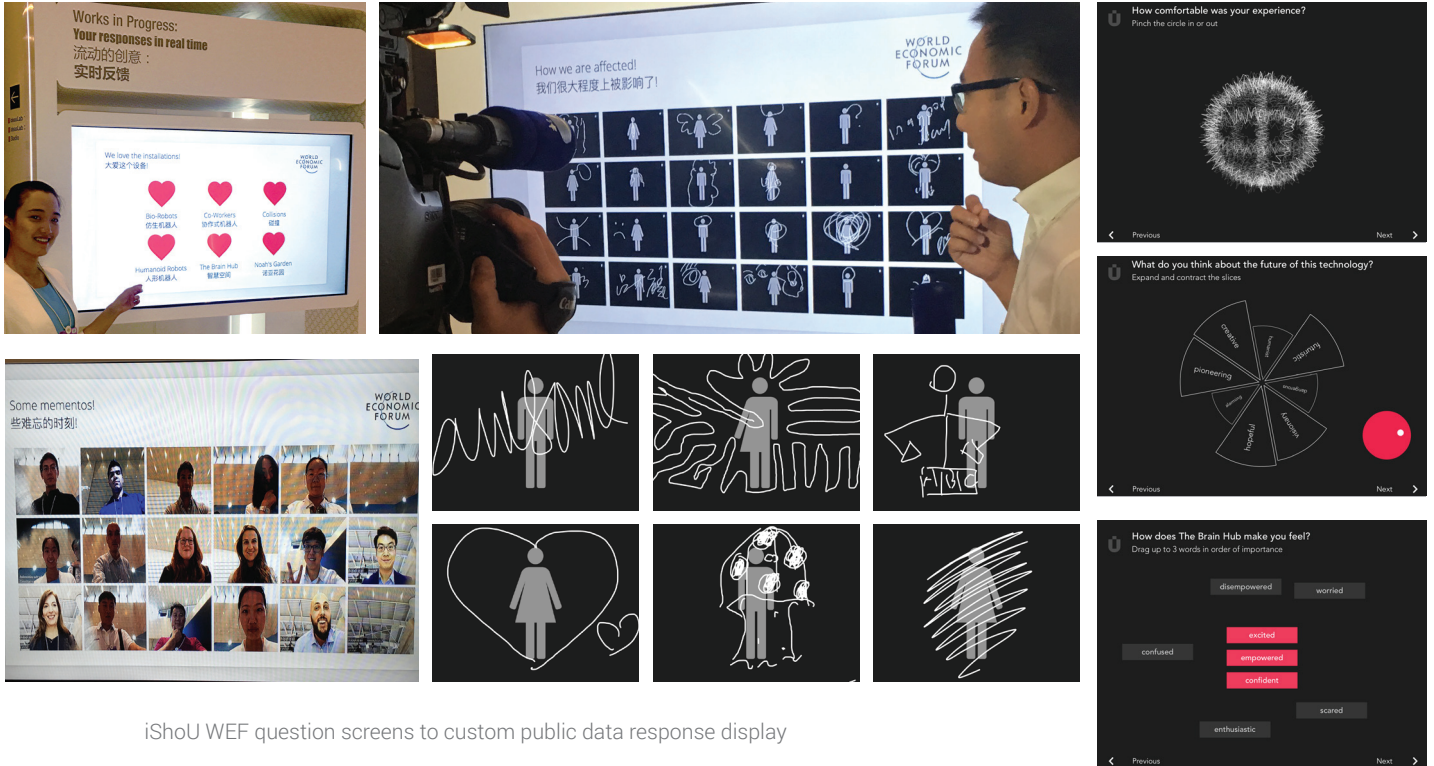 Works in Progress:
Your responses in real time
流动的创意：
实时反馈
We love the installations!
大爱这个设备!
WORLD
ECONOMIC
FORUM
Bio-Robots
仿生机器人
Co-Workers
协作式机器人
Collisions
碰撞
Humanoid Robots
人形机器人
The Brain Hub
智慧空间
Noah's Garden
诺亚花园
How we are affected!
我们很大程度上被影响了!
WORLD
ECONOMIC
FORUM
Canon
How comfortable was your experience?
Pinch the circle in or out
Previous
Next
What do you think about the future of this technology?
Expand and contract the slices
creative
humanist
futuristic
pioneering
dangerous
alarming
visionary
hopeful
Previous
Next
Some mementos!
些难忘的时刻!
WORLD
ECONOMIC
FORUM
How does The Brain Hub make you feel?
Drag up to 3 words in order of importance
disempowered
worried
excited
confused
empowered
confident
scared
enthusiastic
Previous
Next
iShoU WEF question screens to custom public data response display